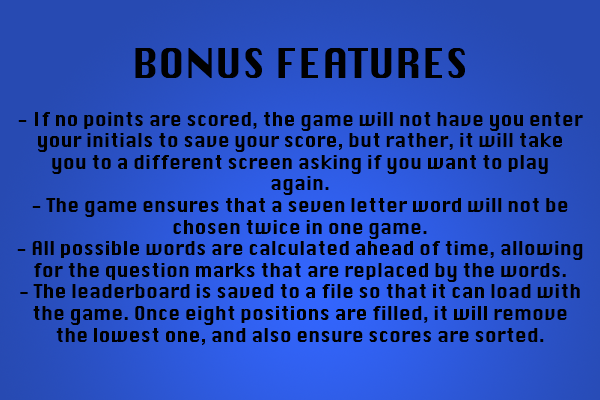 BONUS FEATURES
- If no points are scored, the game will not have you enter
your initials to save your score, but rather, it will take
you to a different screen asking if you want to play
again.
- The game ensures that a seven letter word will not be
chosen twice in one game.
- All possible words are calculated ahead of time, allowing
for the question marks that are replaced by the words.
- The leaderboard is saved to a file so that it can load with
the game. Once eight positions are filled, it will remove
the lowest one, and also ensure scores are sorted.